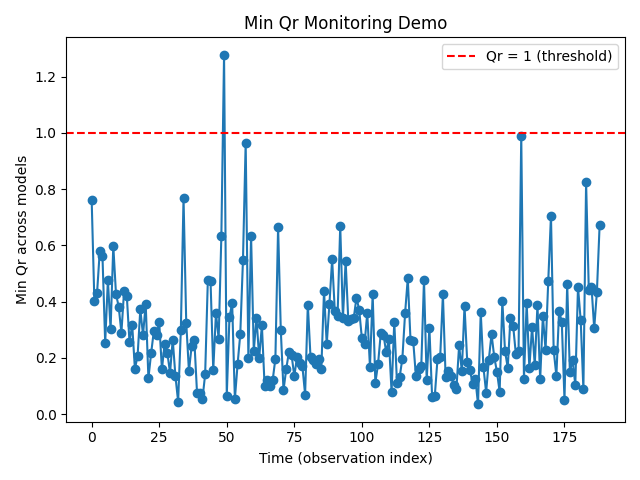 Min Qr Monitoring Demo
Qr = 1 (threshold)
Min Qr across models
1.2
1.0
0.8
0.6
0.4
0.2
0.0
0 25 50 75 100 125 150 175
Time (observation index)